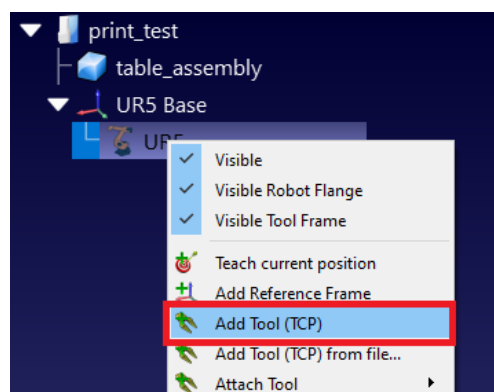 print_test
table_assembly
UR5 Base
Visible
Visible Robot Flange
Visible Tool Frame
Teach current position
Add Reference Frame
Add Tool (TCP)
Add Tool (TCP) from file...
Attach Tool